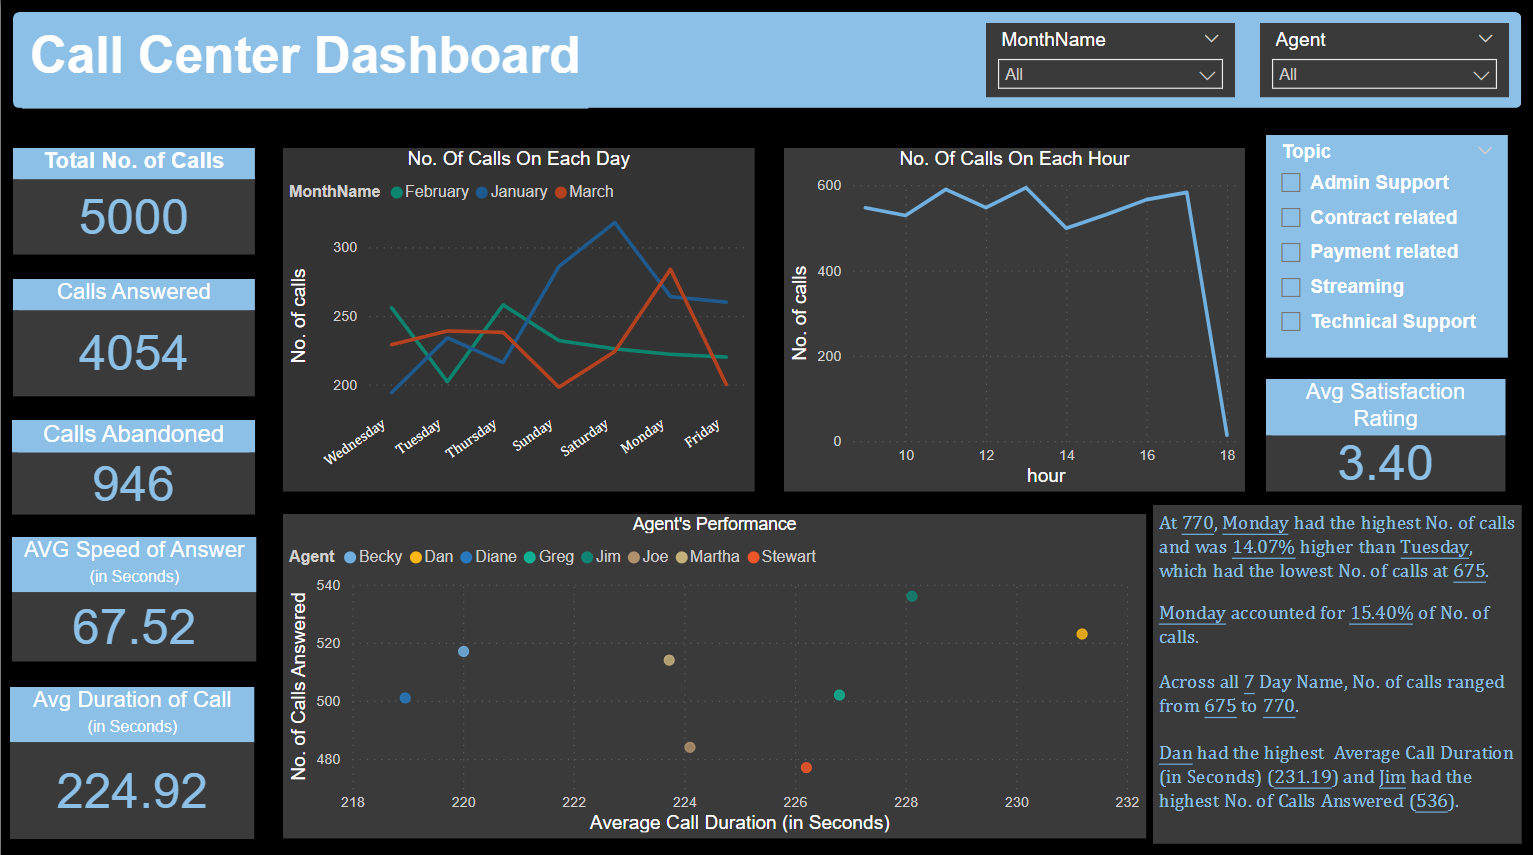 Call Center Dashboard
MonthName
All
Agent
All
Total No. of Calls
5000
Calls Answered
4054
Calls Abandoned
946
AVG Speed of Answer
(in Seconds)
67.52
Avg Duration of Call
(in Seconds)
224.92
No. Of Calls On Each Day
MonthName February January March
No. of calls
300
250
200
Wednesday
Tuesday
Thursday
Sunday
Saturday
Monday
Friday
No. Of Calls On Each Hour
No. of calls
600
400
200
0
10 12 14 16 18
hour
Topic
Admin Support
Contract related
Payment related
Streaming
Technical Support
Avg Satisfaction
Rating
3.40
Agent's Performance
Agent Becky Dan Diane Greg Jim Joe Martha Stewart
No. of Calls Answered
540
520
500
480
218 220 222 224 226 228 230 232
Average Call Duration (in Seconds)
At 770, Monday had the highest No. of calls
and was 14.07% higher than Tuesday,
which had the lowest No. of calls at 675.
Monday accounted for 15.40% of No. of
calls.
Across all 7 Day Name, No. of calls ranged
from 675 to 770.
Dan had the highest  Average Call Duration
(in Seconds) (231.19) and Jim had the
highest No. of Calls Answered (536).